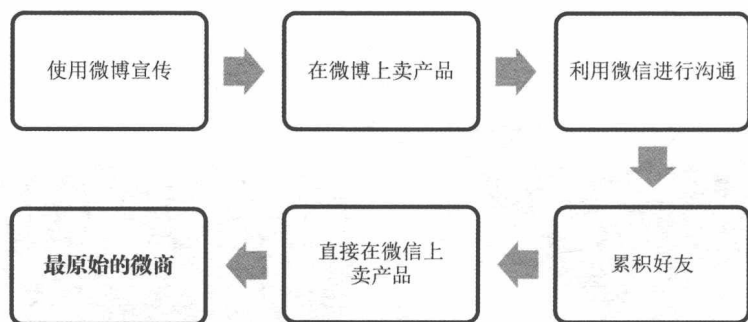 使用微博宣传
在微博上卖产品
利用微信进行沟通
累积好友
直接在微信上
卖产品
最原始的微商